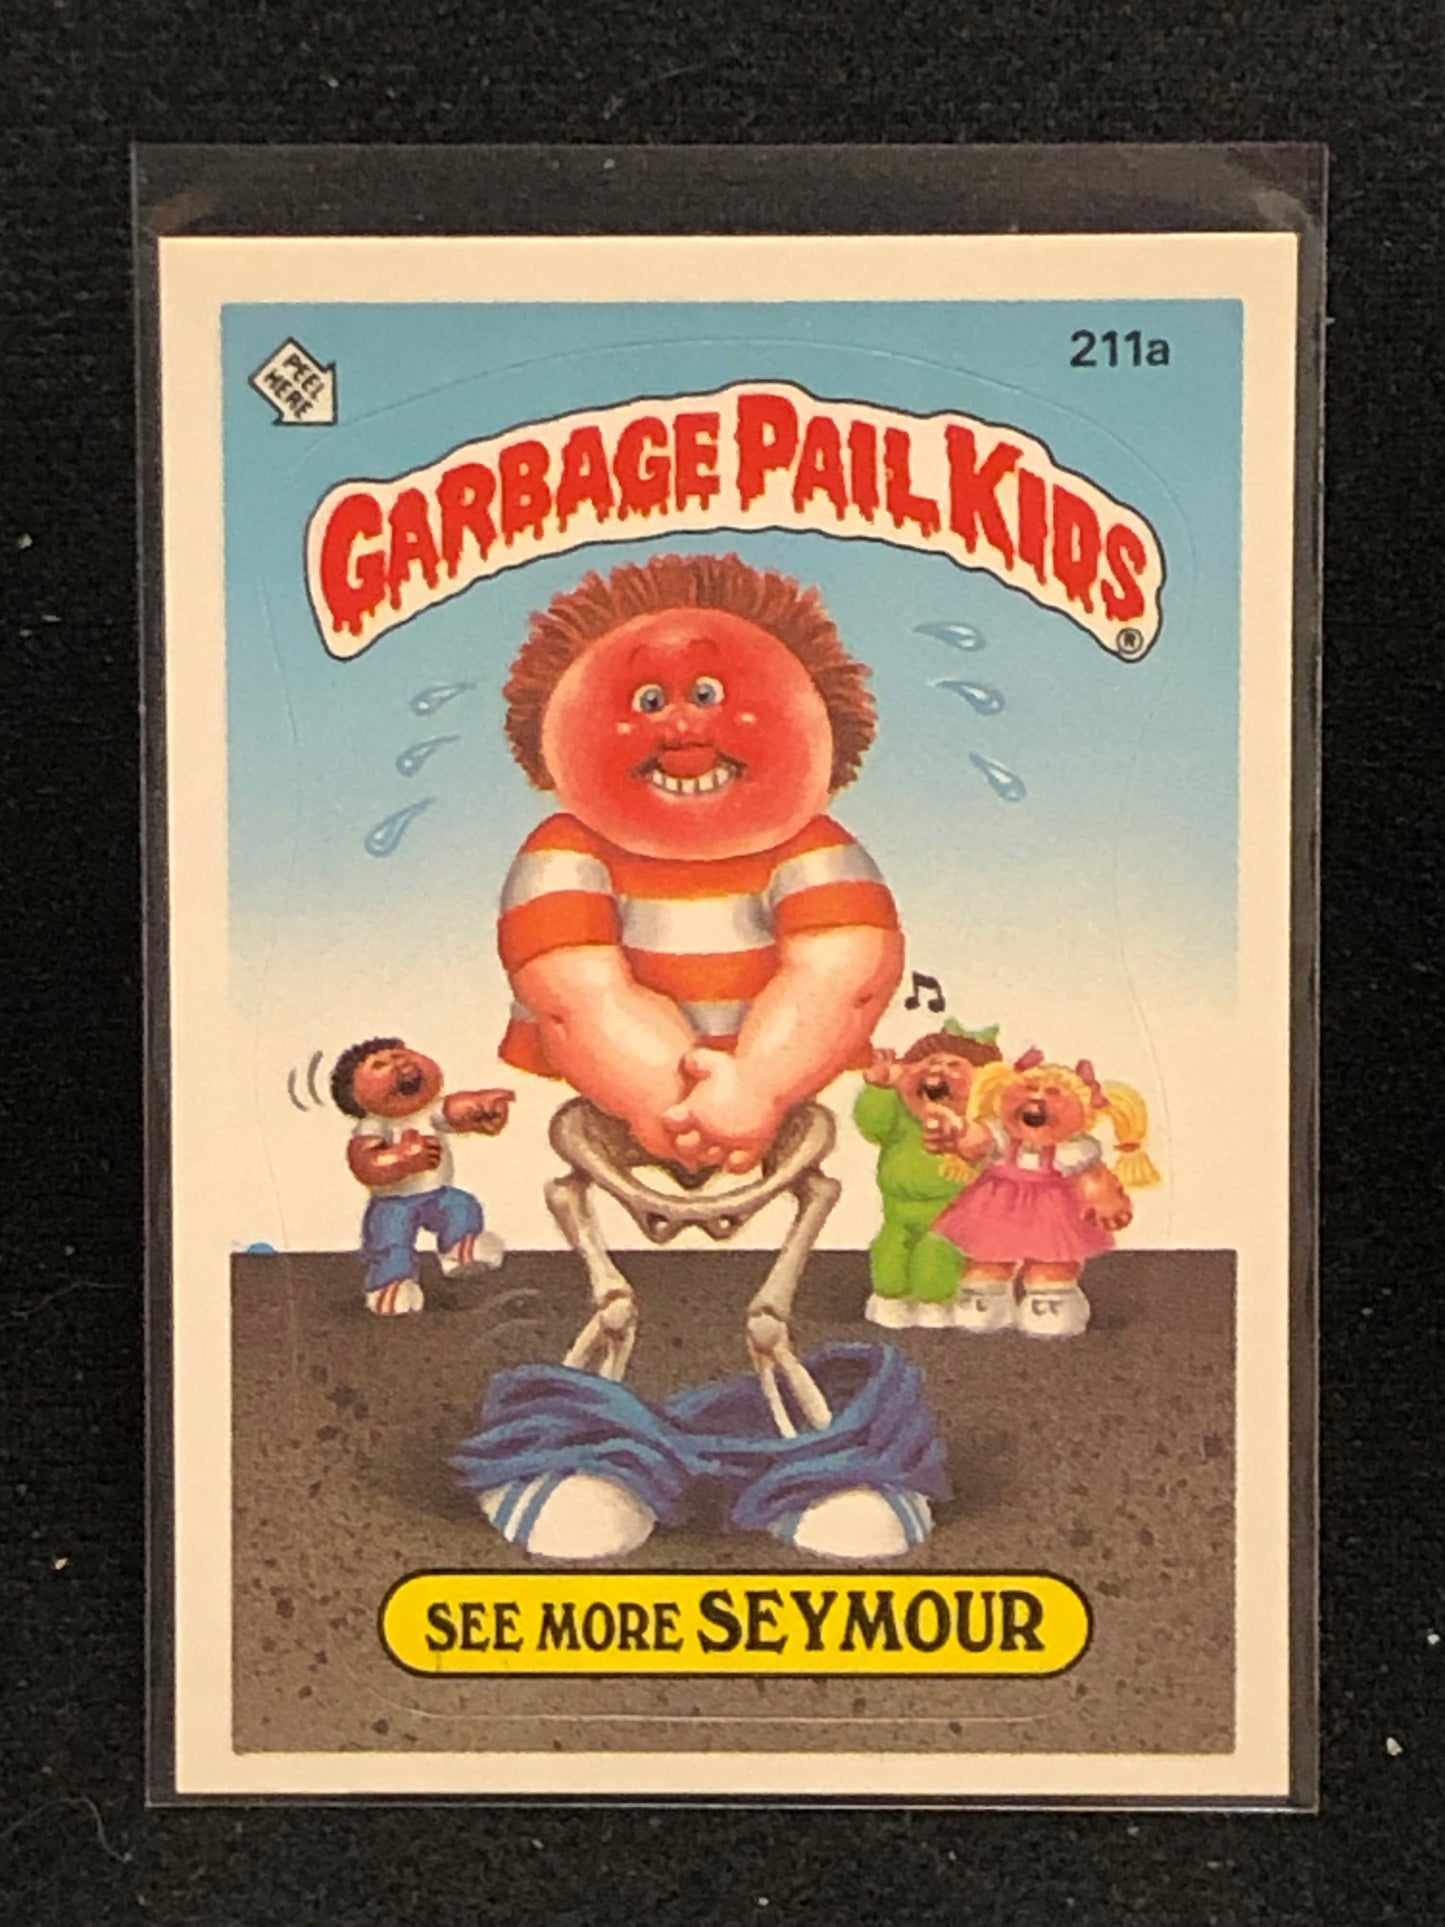 PEEL
HERE
211a
GARBAGE PAIL KIDS
®
SEE MORE SEYMOUR